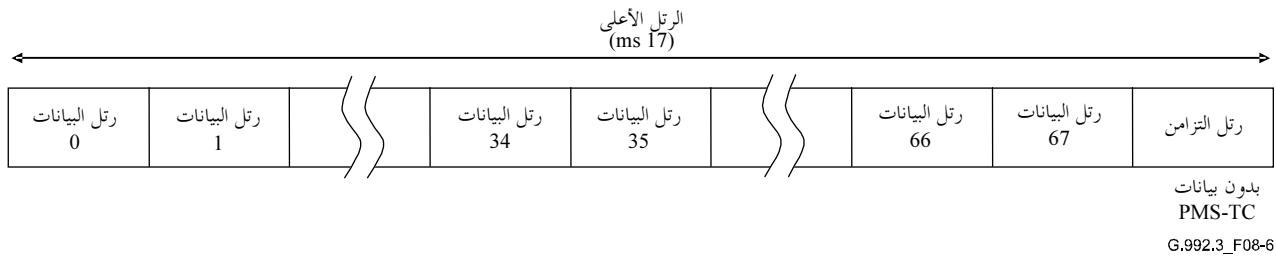 الرتل الأعلى
(ms 17)
رتل البيانات
0
رتل البيانات
1
رتل البيانات
34
رتل البيانات
35
رتل البيانات
66
رتل البيانات
67
رتل التزامن
بدون بيانات
PMS-TC
G.992.3_F08-6